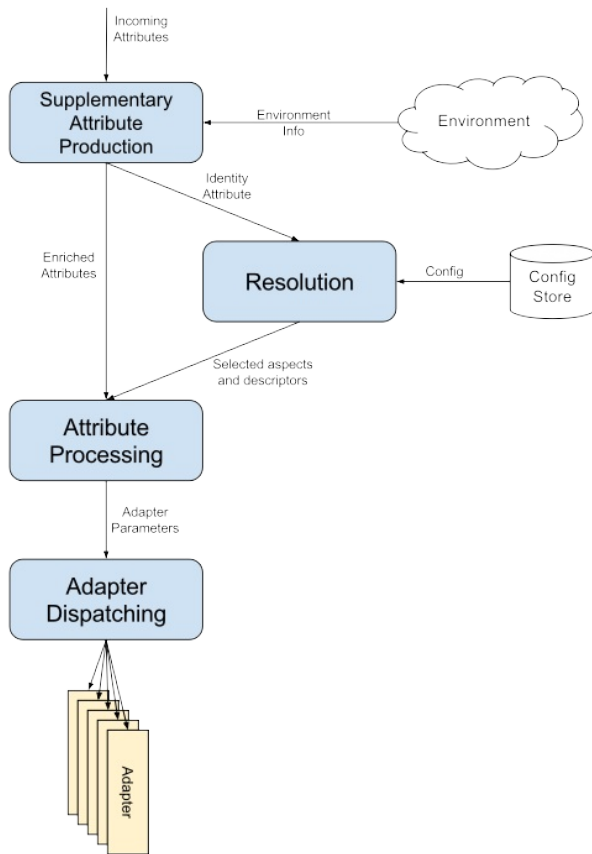 Incoming
Attributes
Supplementary
Attribute
Production
Environment
Info
Environment
Identity
Attribute
Enriched
Attributes
Resolution
Config
Config
Store
Selected aspects
and descriptors
Attribute
Processing
Adapter
Parameters
Adapter
Dispatching
Adapter